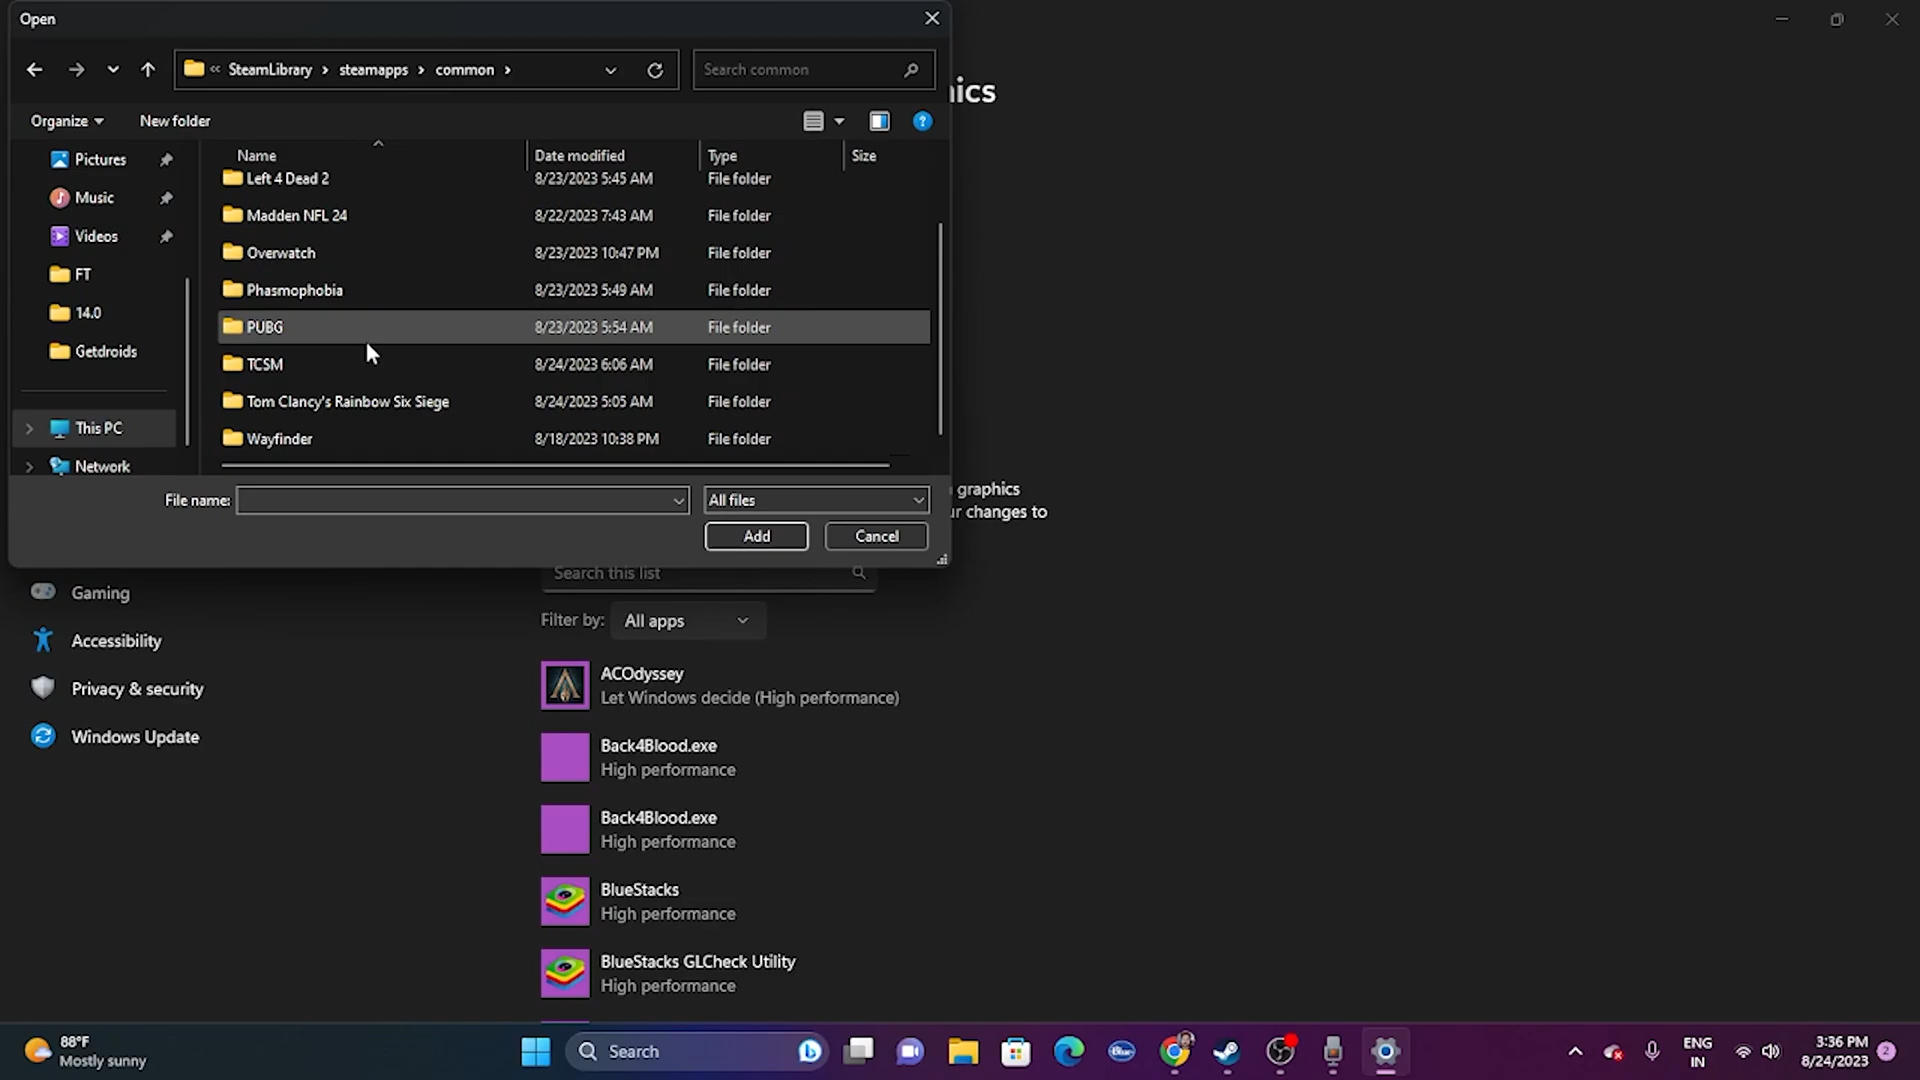 Open
SteamLibrary > steamapps > common >
Search common
ics
Organize
New folder
Pictures
Music
Videos
FT
14.0
Getdroids
This PC
Network
Name Date modified Type Size
Left 4 Dead 2 8/23/2023 5:45 AM File folder
Madden NFL 24 8/22/2023 7:43 AM File folder
Overwatch 8/23/2023 10:47 PM File folder
Phasmophobia 8/23/2023 5:49 AM File folder
PUBG 8/23/2023 5:54 AM File folder
TCSM 8/24/2023 6:06 AM File folder
Tom Clancy's Rainbow Six Siege 8/24/2023 5:05 AM File folder
Wayfinder 8/18/2023 10:38 PM File folder
File name:
All files
Add
Cancel
graphics
r changes to
Gaming
Accessibility
Privacy & security
Windows Update
Search this list
Filter by: All apps
ACOdyssey
Let Windows decide (High performance)
Back4Blood.exe
High performance
Back4Blood.exe
High performance
BlueStacks
High performance
BlueStacks GLCheck Utility
High performance
88°F
Mostly sunny
Search
ENG
IN
3:36 PM
8/24/2023
2